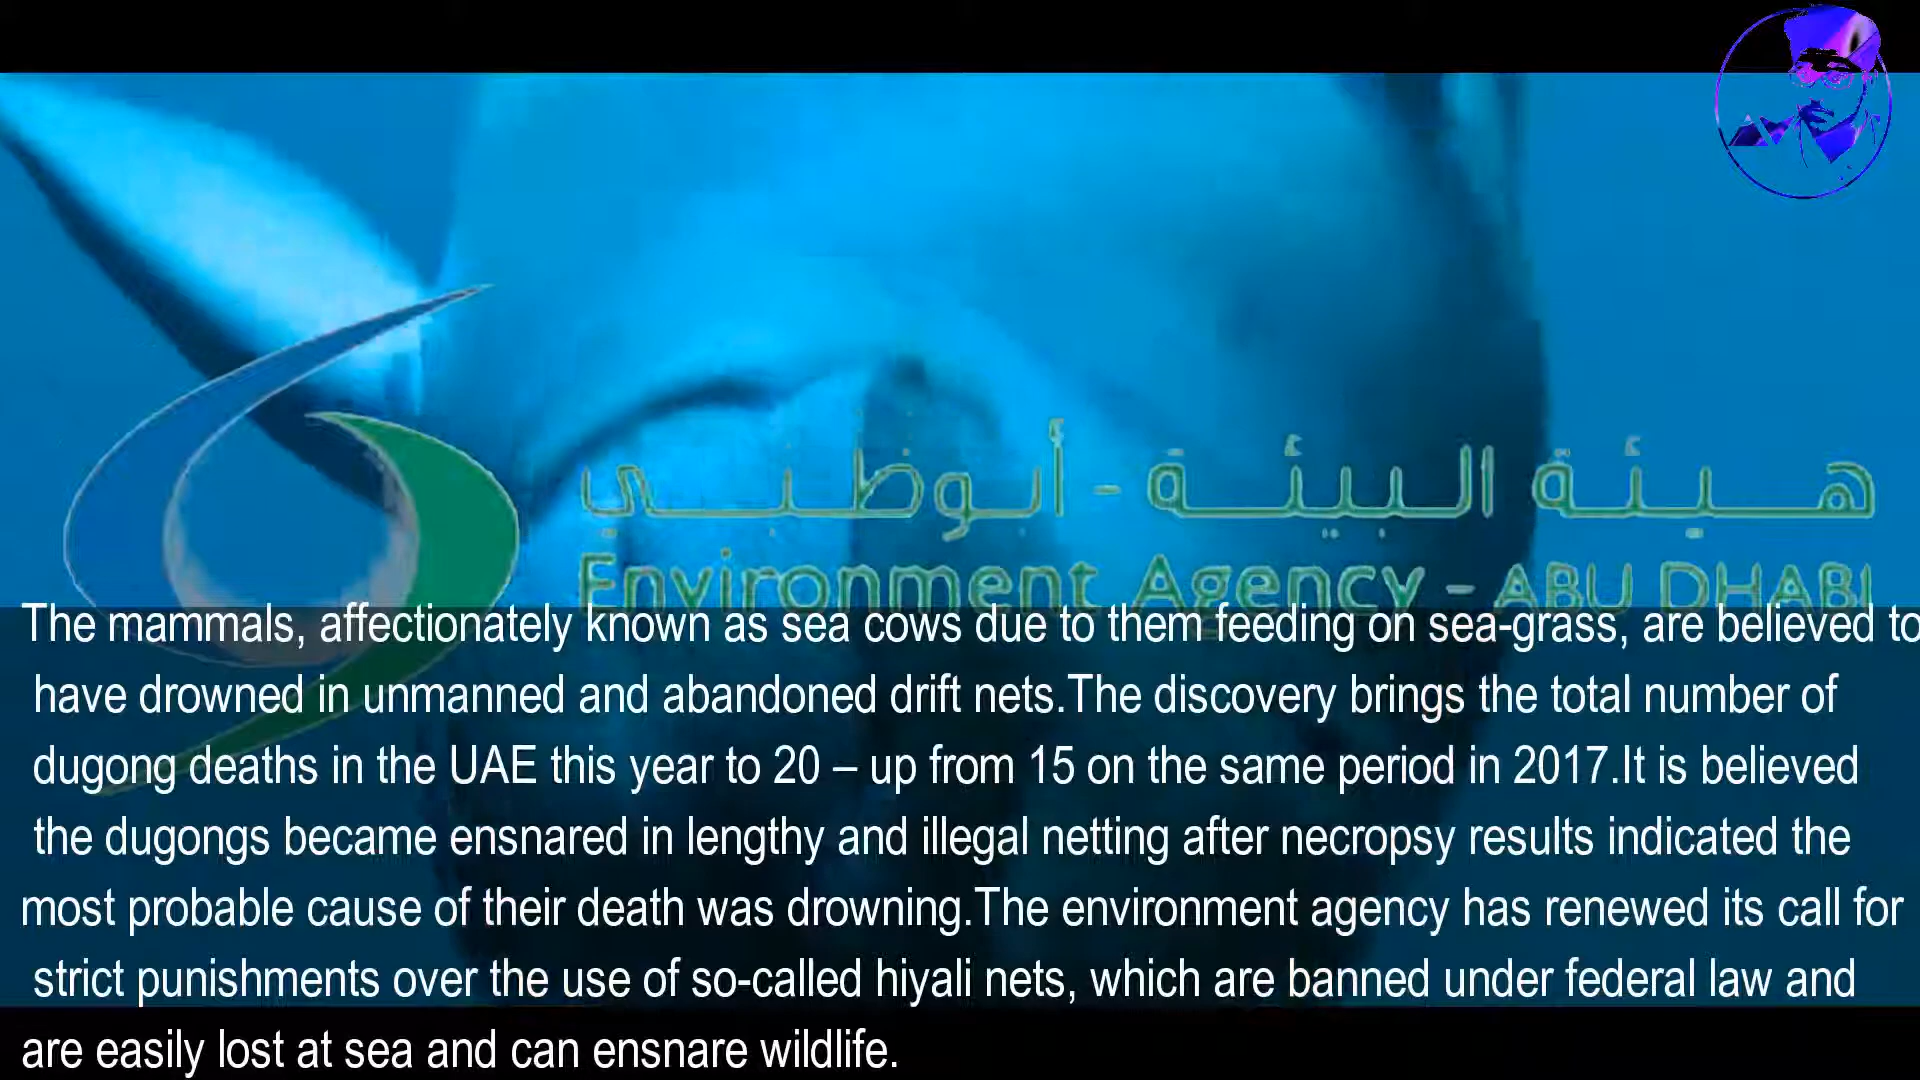 هيئة البيئة - أبوظبي
Environment Agency - ABU DHABI
The mammals, affectionately known as sea cows due to them feeding on sea-grass, are believed to
have drowned in unmanned and abandoned drift nets.The discovery brings the total number of
dugong deaths in the UAE this year to 20 – up from 15 on the same period in 2017.It is believed
the dugongs became ensnared in lengthy and illegal netting after necropsy results indicated the
most probable cause of their death was drowning.The environment agency has renewed its call for
strict punishments over the use of so-called hiyali nets, which are banned under federal law and
are easily lost at sea and can ensnare wildlife.